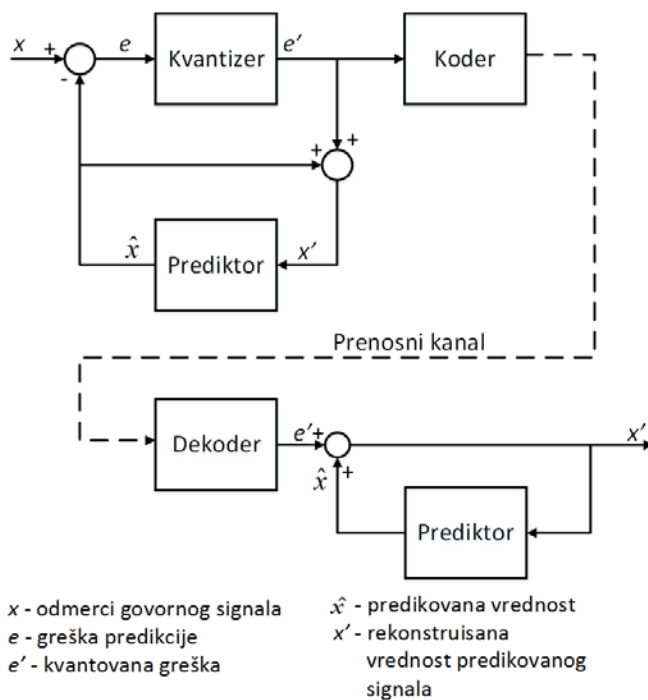 x + e Kvantizer e' Koder
-
+
+
x̂ Prediktor x'
Prenosni kanal
Dekoder e' + x'
x̂ +
Prediktor
x - odmerci govornog signala
e - greška predikcije
e' - kvantovana greška
x̂ - predikovana vrednost
x' - rekonstruisana
vrednost predikovanog
signala